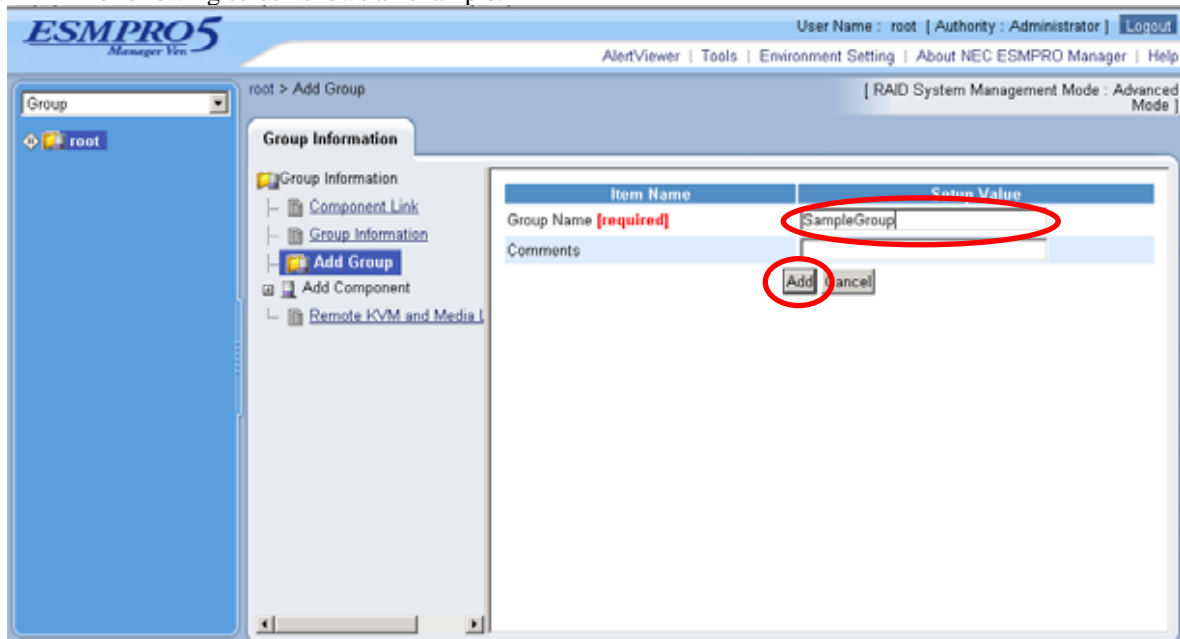 ESMPRO5
Manager Ver.
User Name : root [ Authority : Administrator ] Logout
AlertViewer | Tools | Environment Setting | About NEC ESMPRO Manager | Help
Group
root
root > Add Group
[ RAID System Management Mode : Advanced
Mode ]
Group Information
Group Information
Component Link
Group Information
Add Group
Add Component
Remote KVM and Media L
Item Name Setup Value
Group Name [required] SampleGroup
Comments
Add Cancel